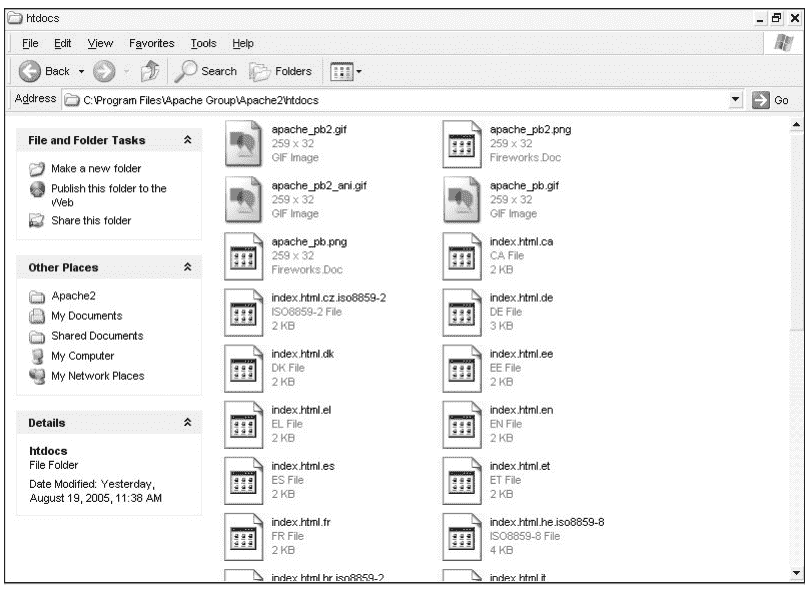 htdocs
File Edit View Favorites Tools Help
Back Search Folders
Address C:\Program Files\Apache Group\Apache2\htdocs Go
File and Folder Tasks
Make a new folder
Publish this folder to the
Web
Share this folder
Other Places
Apache2
My Documents
Shared Documents
My Computer
My Network Places
Details
htdocs
File Folder
Date Modified: Yesterday,
August 19, 2005, 11:38 AM
apache_pb2.gif
259 x 32
GIF Image
apache_pb2.png
259 x 32
Fireworks.Doc
apache_pb2_ani.gif
259 x 32
GIF Image
apache_pb.gif
259 x 32
GIF Image
apache_pb.png
259 x 32
Fireworks.Doc
index.html.ca
CA File
2 KB
index.html.cz.iso8859-2
ISO8859-2 File
2 KB
index.html.de
DE File
3 KB
index.html.dk
DK File
2 KB
index.html.ee
EE File
2 KB
index.html.el
EL File
2 KB
index.html.en
EN File
2 KB
index.html.es
ES File
2 KB
index.html.et
ET File
2 KB
index.html.fr
FR File
2 KB
index.html.he.iso8859-8
ISO8859-8 File
4 KB
index.html.hr.iso8859-2
index.html.it